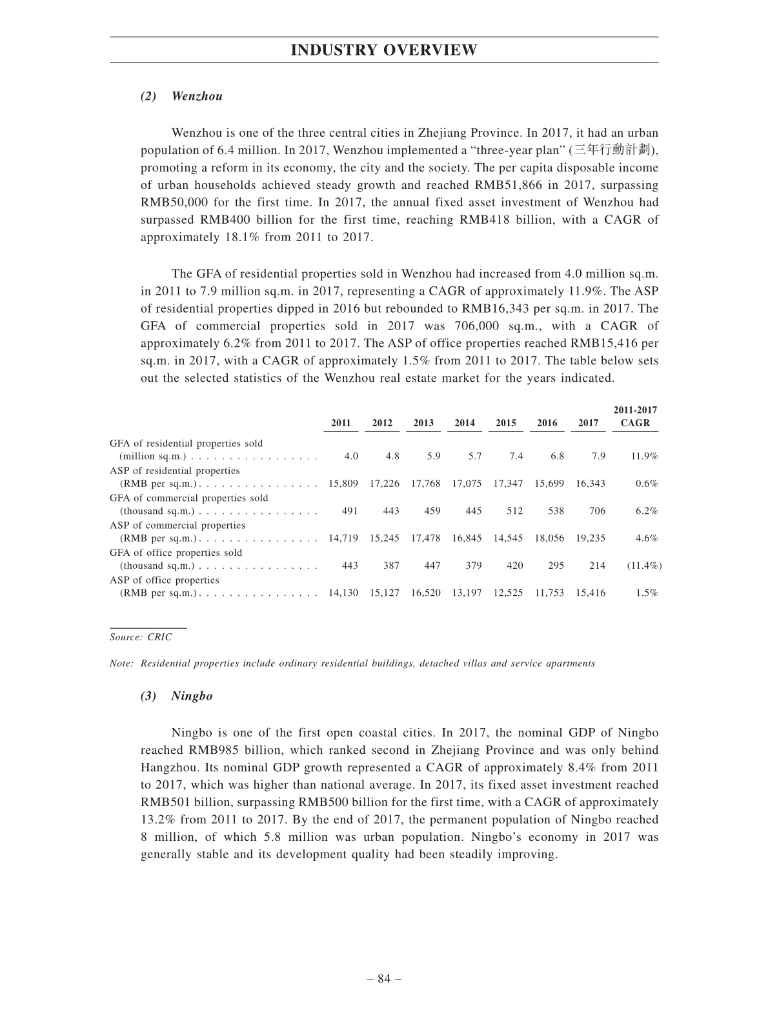 INDUSTRY OVERVIEW
(2) Wenzhou
Wenzhou is one of the three central cities in Zhejiang Province. In 2017, it had an urban
population of 6.4 million. In 2017, Wenzhou implemented a “three-year plan” (三年行動計劃),
promoting a reform in its economy, the city and the society. The per capita disposable income
of urban households achieved steady growth and reached RMB51,866 in 2017, surpassing
RMB50,000 for the first time. In 2017, the annual fixed asset investment of Wenzhou had
surpassed RMB400 billion for the first time, reaching RMB418 billion, with a CAGR of
approximately 18.1% from 2011 to 2017.
The GFA of residential properties sold in Wenzhou had increased from 4.0 million sq.m.
in 2011 to 7.9 million sq.m. in 2017, representing a CAGR of approximately 11.9%. The ASP
of residential properties dipped in 2016 but rebounded to RMB16,343 per sq.m. in 2017. The
GFA of commercial properties sold in 2017 was 706,000 sq.m., with a CAGR of
approximately 6.2% from 2011 to 2017. The ASP of office properties reached RMB15,416 per
sq.m. in 2017, with a CAGR of approximately 1.5% from 2011 to 2017. The table below sets
out the selected statistics of the Wenzhou real estate market for the years indicated.
2011-2017
2011 2012 2013 2014 2015 2016 2017 CAGR
GFA of residential properties sold
(million sq.m.) . . . . . . . . . . . . . . . . . 4.0 4.8 5.9 5.7 7.4 6.8 7.9 11.9%
ASP of residential properties
(RMB per sq.m.). . . . . . . . . . . . . . . . 15,809 17,226 17,768 17,075 17,347 15,699 16,343 0.6%
GFA of commercial properties sold
(thousand sq.m.) . . . . . . . . . . . . . . . . 491 443 459 445 512 538 706 6.2%
ASP of commercial properties
(RMB per sq.m.). . . . . . . . . . . . . . . . 14,719 15,245 17,478 16,845 14,545 18,056 19,235 4.6%
GFA of office properties sold
(thousand sq.m.) . . . . . . . . . . . . . . . . 443 387 447 379 420 295 214 (11.4%)
ASP of office properties
(RMB per sq.m.). . . . . . . . . . . . . . . . 14,130 15,127 16,520 13,197 12,525 11,753 15,416 1.5%
Source: CRIC
Note: Residential properties include ordinary residential buildings, detached villas and service apartments
(3) Ningbo
Ningbo is one of the first open coastal cities. In 2017, the nominal GDP of Ningbo
reached RMB985 billion, which ranked second in Zhejiang Province and was only behind
Hangzhou. Its nominal GDP growth represented a CAGR of approximately 8.4% from 2011
to 2017, which was higher than national average. In 2017, its fixed asset investment reached
RMB501 billion, surpassing RMB500 billion for the first time, with a CAGR of approximately
13.2% from 2011 to 2017. By the end of 2017, the permanent population of Ningbo reached
8 million, of which 5.8 million was urban population. Ningbo’s economy in 2017 was
generally stable and its development quality had been steadily improving.
– 84 –